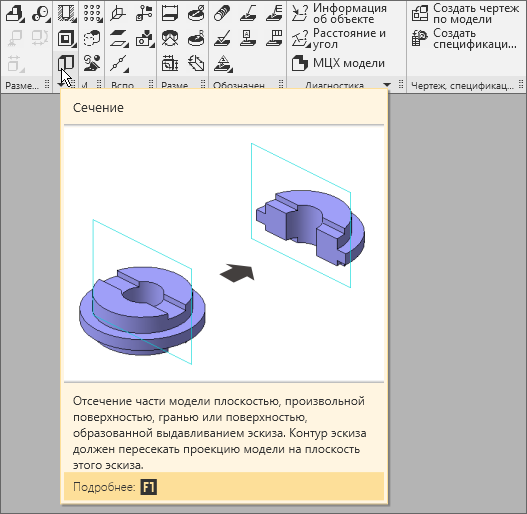 Информация
об объекте
Расстояние и
угол
МЦХ модели
Создать чертеж
по модели
Создать
спецификаци...
Разме...
И...
Вспо...
Разме...
Обозначен...
Диагностика
Чертеж, спецификац...
Сечение
Отсечение части модели плоскостью, произвольной
поверхностью, гранью или поверхностью,
образованной выдавливанием эскиза. Контур эскиза
должен пересекать проекцию модели на плоскость
этого эскиза.
Подробнее: F1